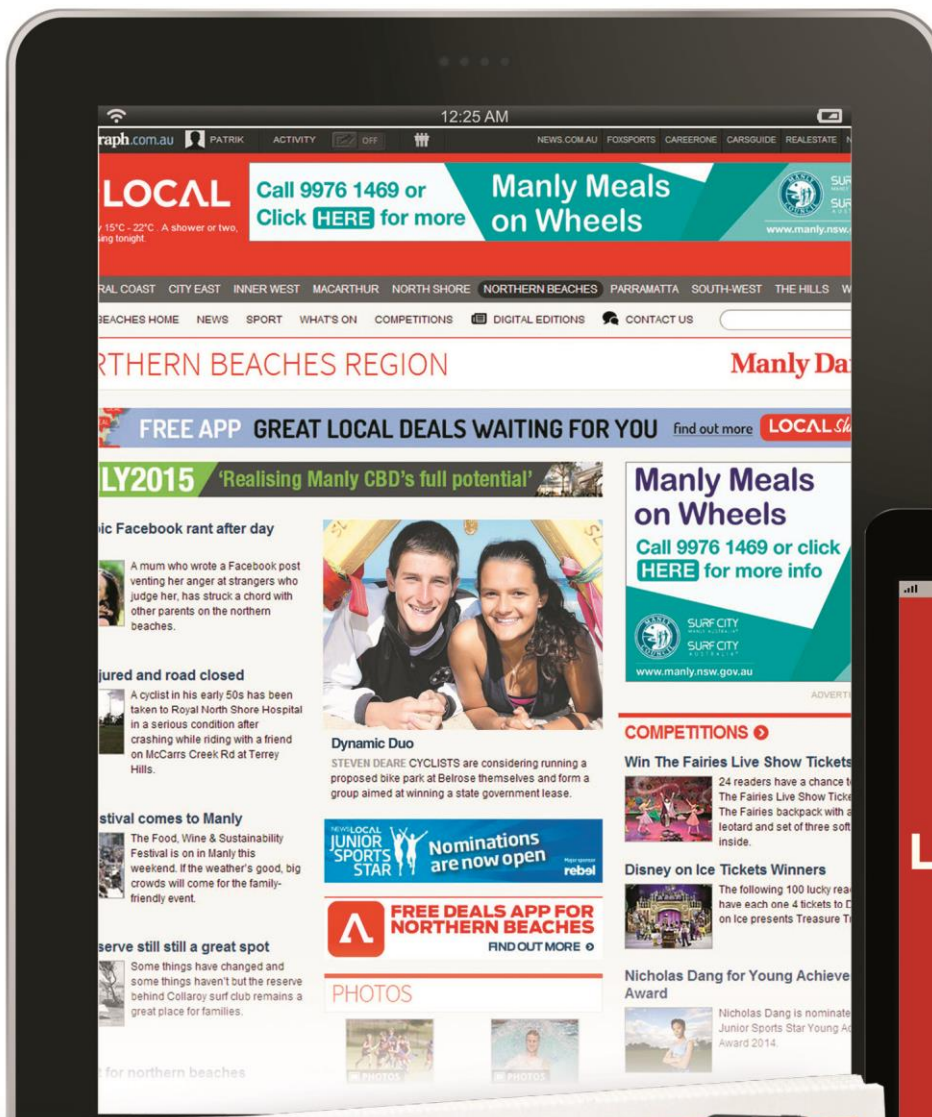 12:25 AM
raph.com.au PATRIK ACTIVITY OFF NEWS.COM.AU FOXSPORTS CAREERONE CARSGUIDE REALESTATE N
LOCAL
15°C - 22°C . A shower or two,
ing tonight.
Call 9976 1469 or
Click HERE for more
Manly Meals
on Wheels
MANLY COUNCIL
SUR
SUR
www.manly.nsw.
RAL COAST CITY EAST INNER WEST MACARTHUR NORTH SHORE NORTHERN BEACHES PARRAMATTA SOUTH-WEST THE HILLS W
BEACHES HOME NEWS SPORT WHAT'S ON COMPETITIONS DIGITAL EDITIONS CONTACT US
RTHERN BEACHES REGION
Manly Da
FREE APP GREAT LOCAL DEALS WAITING FOR YOU find out more LOCAL Sh
LY2015 'Realising Manly CBD's full potential'
ic Facebook rant after day
A mum who wrote a Facebook post
venting her anger at strangers who
judge her, has struck a chord with
other parents on the northern
beaches.
jured and road closed
A cyclist in his early 50s has been
taken to Royal North Shore Hospital
in a serious condition after
crashing while riding with a friend
on McCarrs Creek Rd at Terrey
Hills.
stival comes to Manly
The Food, Wine & Sustainability
Festival is on in Manly this
weekend. If the weather's good, big
crowds will come for the family-
friendly event.
serve still still a great spot
Some things have changed and
some things haven't but the reserve
behind Collaroy surf club remains a
great place for families.
for northern beaches
Dynamic Duo
STEVEN DEARE CYCLISTS are considering running a
proposed bike park at Belrose themselves and form a
group aimed at winning a state government lease.
NEWSLOCAL
JUNIOR
SPORTS
STAR
Nominations
are now open
Major sponsor
rebel
FREE DEALS APP FOR
NORTHERN BEACHES
FIND OUT MORE
PHOTOS
PHOTOS
PHOTOS
Manly Meals
on Wheels
Call 9976 1469 or click
HERE for more info
MANLY COUNCIL
SURF CITY
MANLY AUSTRALIA
SURF CITY
AUSTRALIA
www.manly.nsw.gov.au
ADVERTI
COMPETITIONS
Win The Fairies Live Show Tickets
24 readers have a chance t
The Fairies Live Show Ticke
The Fairies backpack with a
leotard and set of three soft
inside.
Disney on Ice Tickets Winners
The following 100 lucky rea
have each one 4 tickets to D
on Ice presents Treasure T
Nicholas Dang for Young Achieve
Award
Nicholas Dang is nominate
Junior Sports Star Young Ac
Award 2014.
L